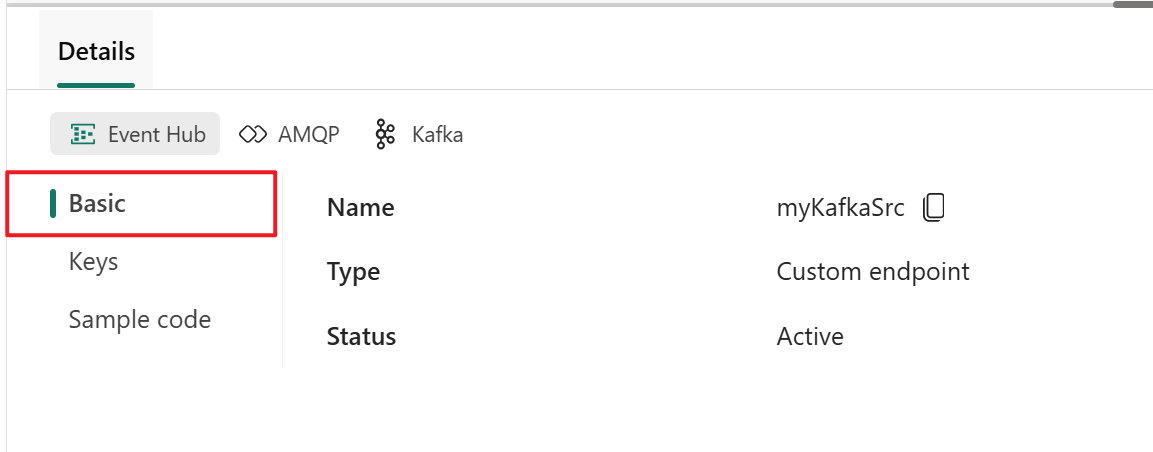 Details
Event Hub AMQP Kafka
Basic
Keys
Sample code
Name myKafkaSrc
Type Custom endpoint
Status Active